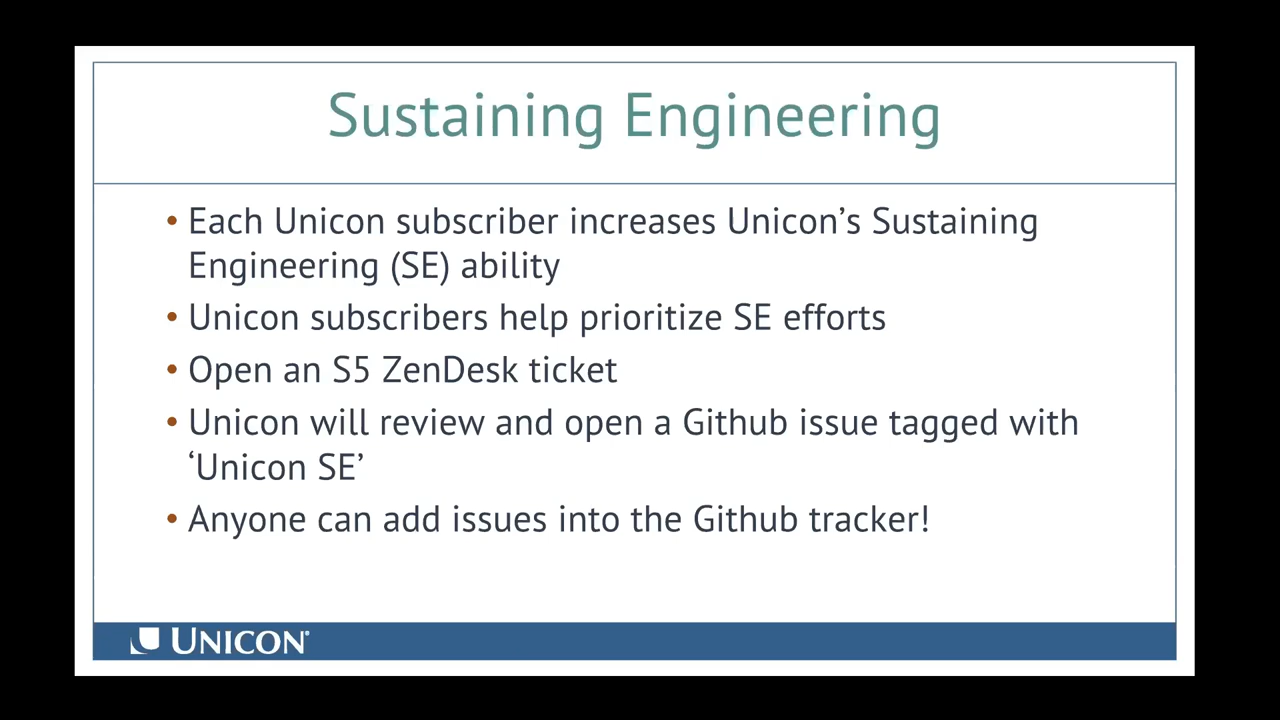 Sustaining Engineering
• Each Unicon subscriber increases Unicon’s Sustaining
Engineering (SE) ability
• Unicon subscribers help prioritize SE efforts
• Open an S5 ZenDesk ticket
• Unicon will review and open a Github issue tagged with
‘Unicon SE’
• Anyone can add issues into the Github tracker!
UNICON®